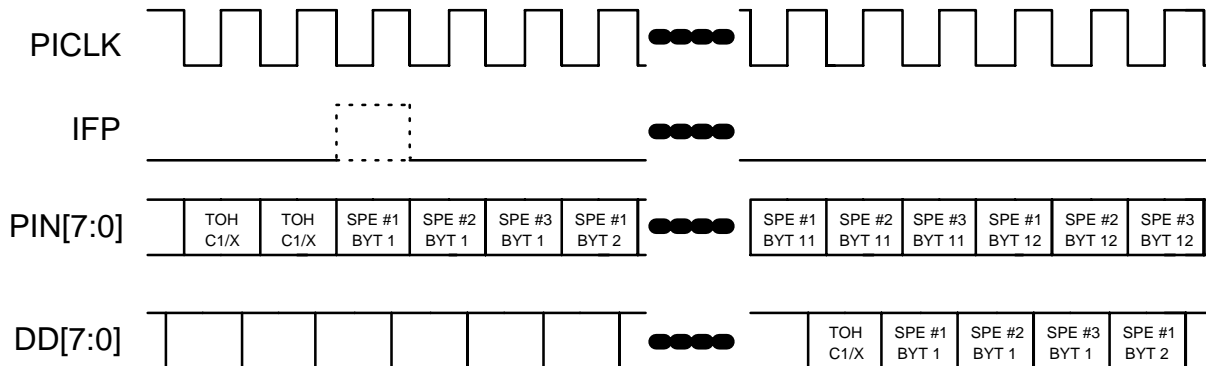 PICLK
IFP
PIN[7:0]
TOH
C1/X
TOH
C1/X
SPE #1
BYT 1
SPE #2
BYT 1
SPE #3
BYT 1
SPE #1
BYT 2
SPE #1
BYT 11
SPE #2
BYT 11
SPE #3
BYT 11
SPE #1
BYT 12
SPE #2
BYT 12
SPE #3
BYT 12
DD[7:0]
TOH
C1/X
SPE #1
BYT 1
SPE #2
BYT 1
SPE #3
BYT 1
SPE #1
BYT 2